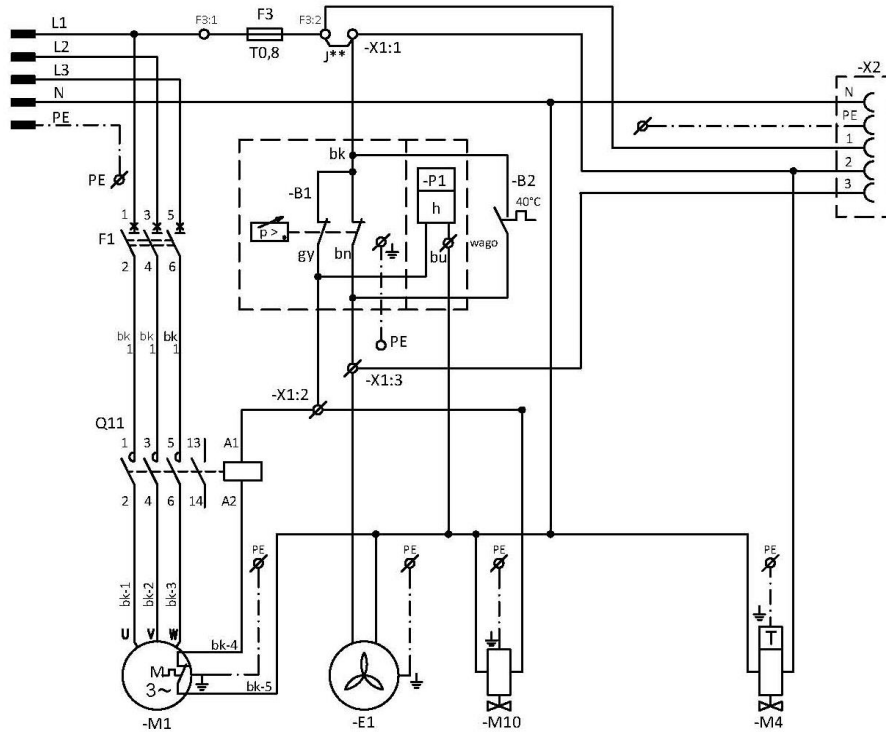 L1
L2
L3
N
PE
F3:1
F3
T0,8
F3:2
J**
-X1:1
-X2
N
PE
1
2
3
PE
bk
-B1
-P1
h
-B2
40°C
p >
wago
gy
bn
bu
PE
1 3 5
F1
2 4 6
bk bk bk
1 1 1
-X1:3
-X1:2
Q11
1 3 5 13 A1
2 4 6 14 A2
bk-1
bk-2
bk-3
PE
PE
PE
PE
U V W
bk-4
M
3~
bk-5
T
-M1
-E1
-M10
-M4